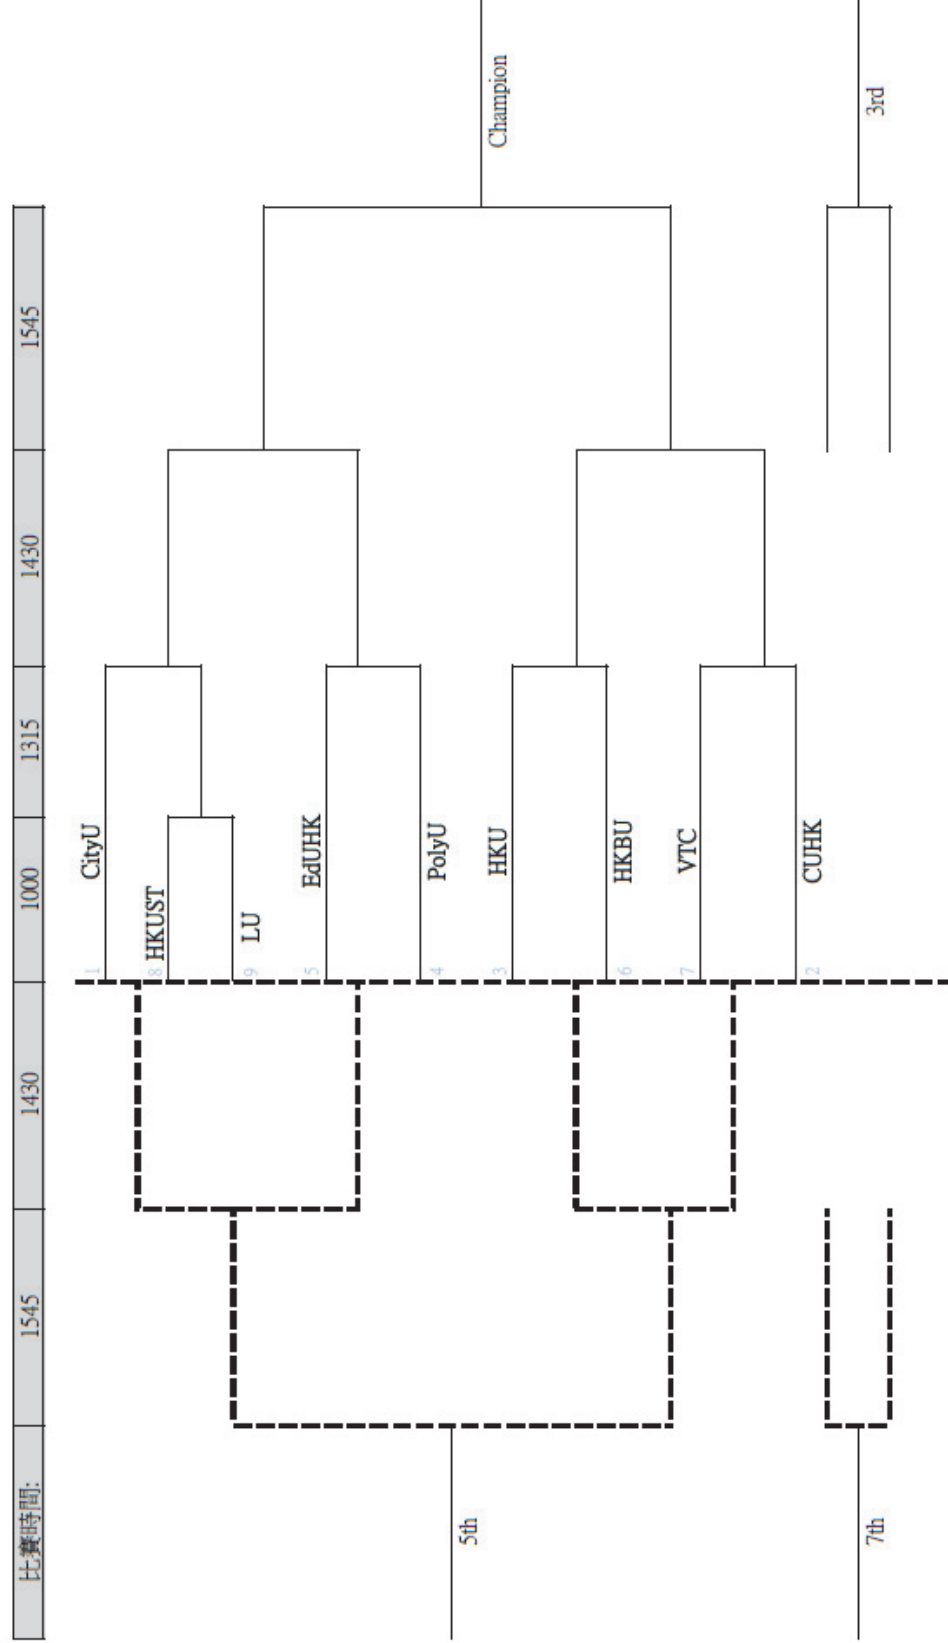 比賽時間:
1545
1430
1000
1315
1430
1545
1
CityU
8
HKUST
9
LU
5
EdUHK
4
PolyU
3
HKU
6
HKBU
7
VTC
2
CUHK
Champion
3rd
5th
7th